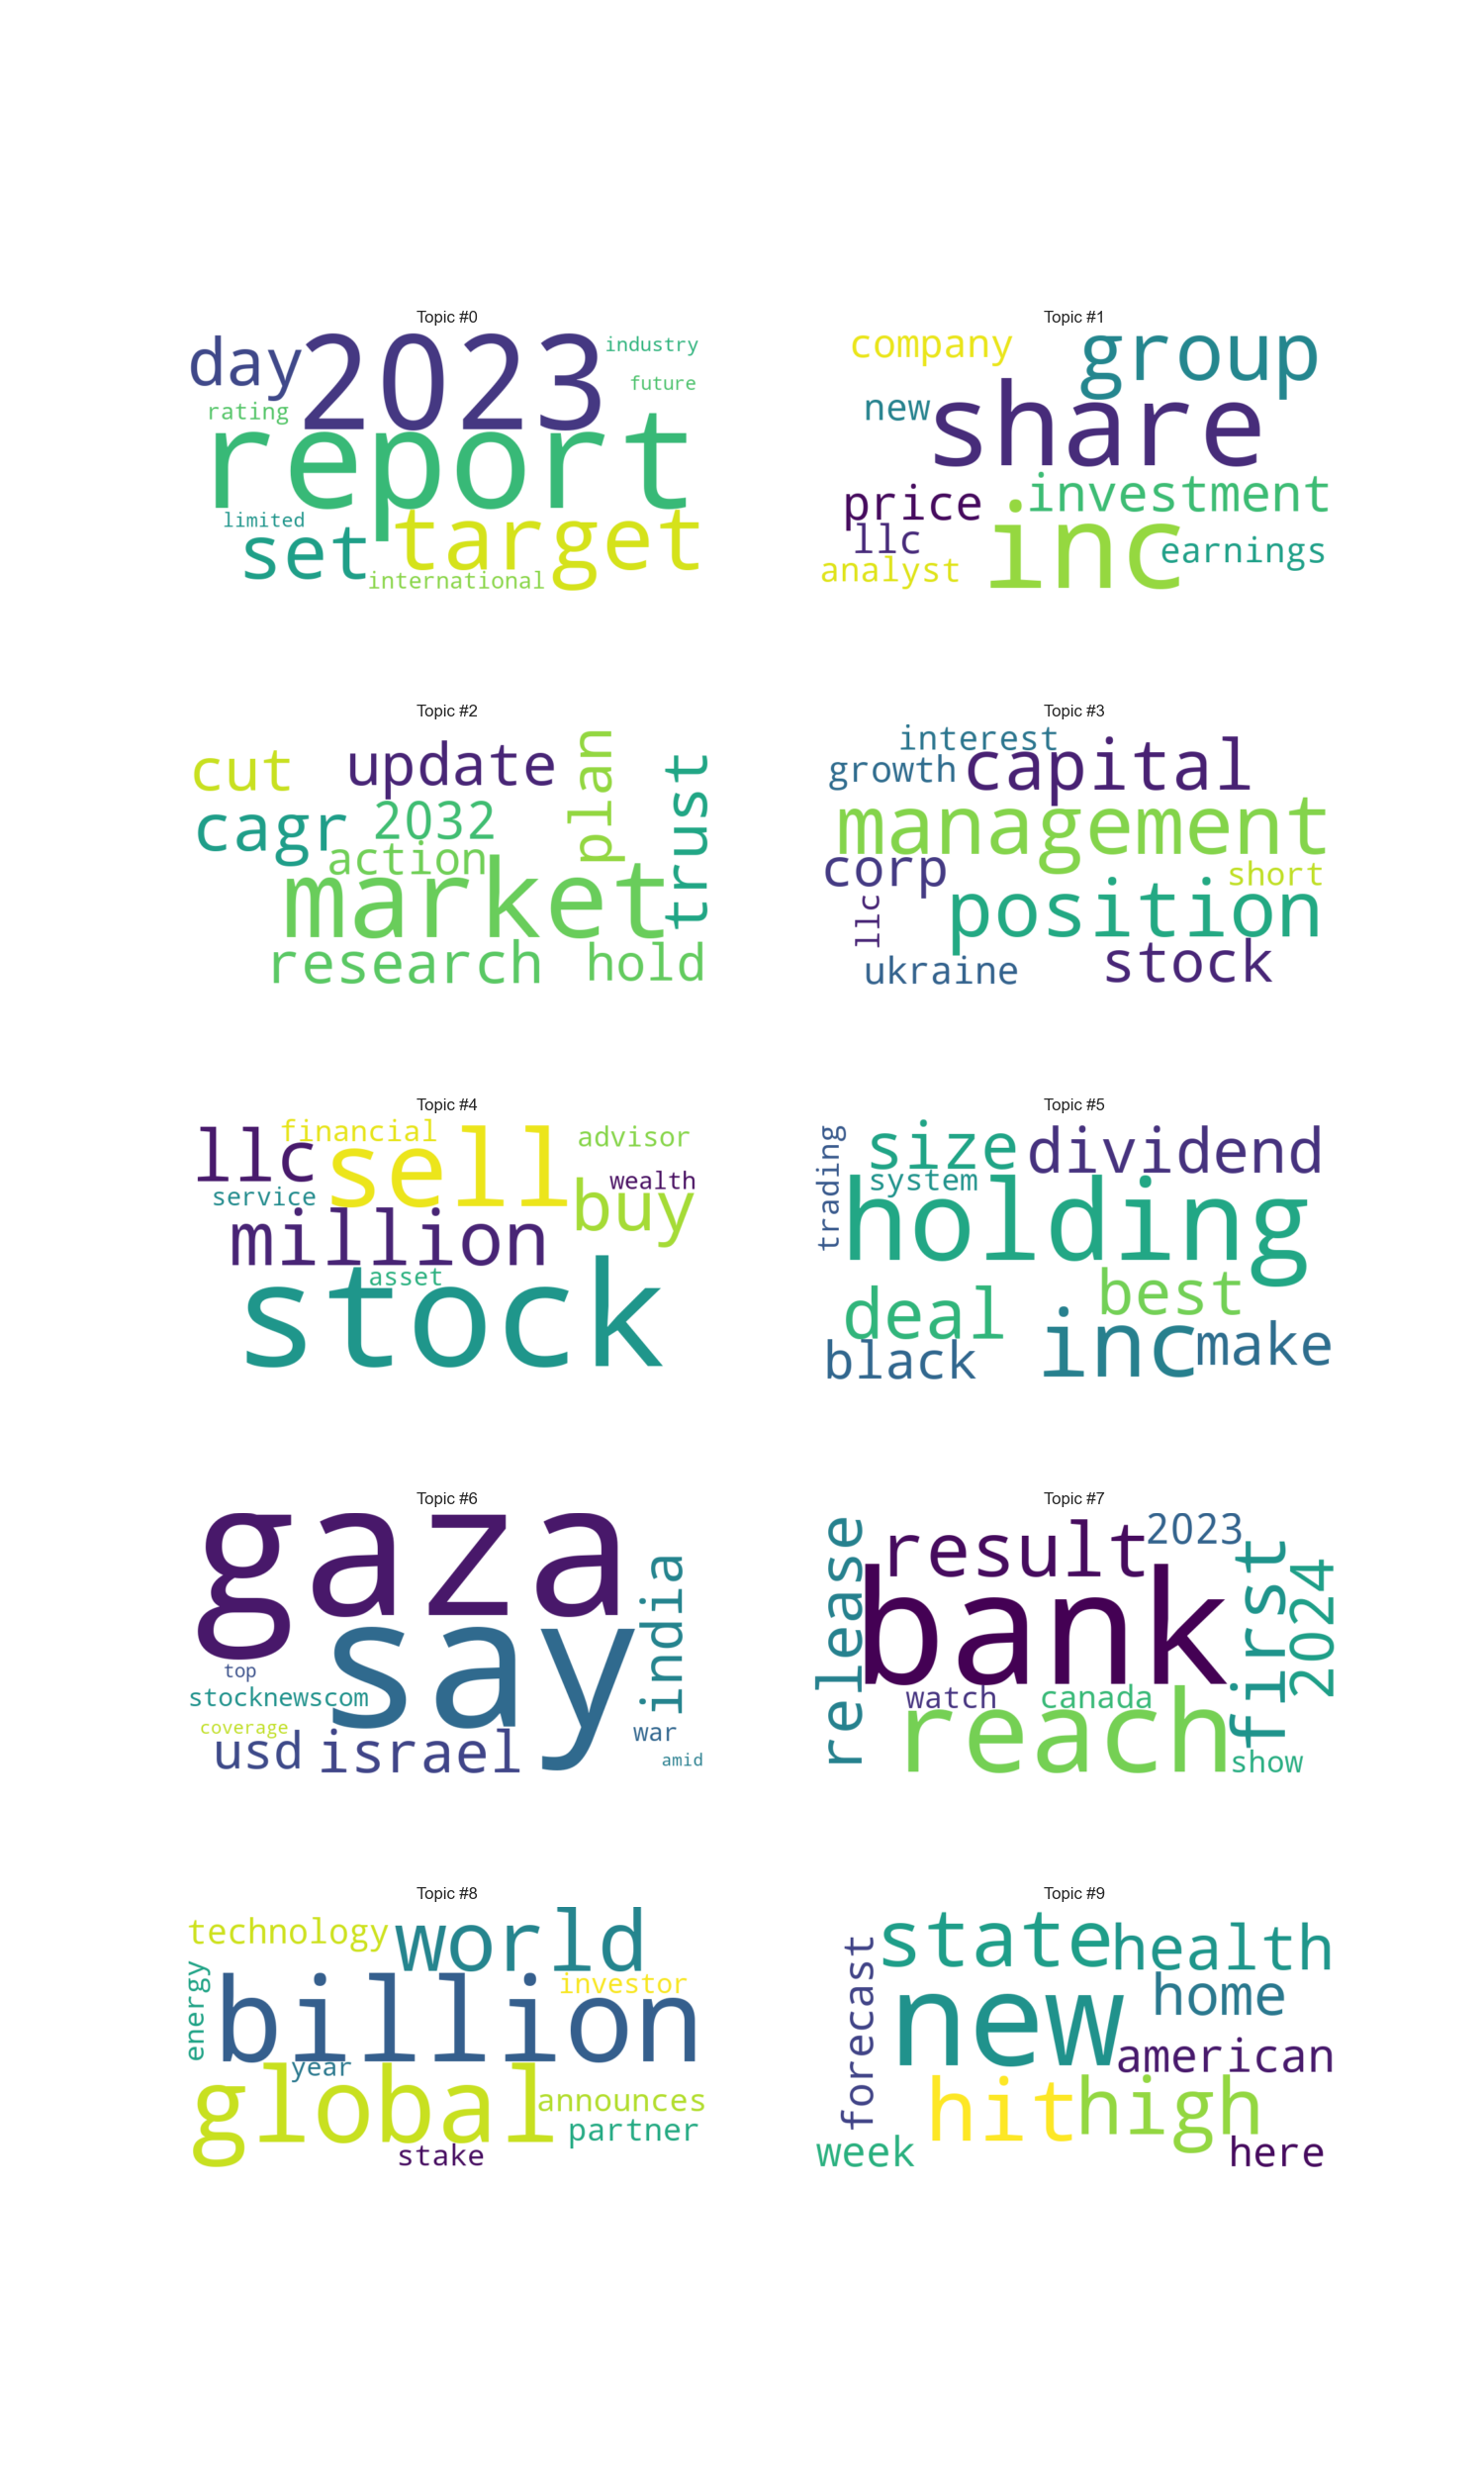 Topic #0
day 2023 industry
future
rating
report
limited
set target
international
Topic #1
company group
new share
price investment
llc inc earnings
analyst
Topic #2
cut update plan trust
cagr 2032
action
market
research hold
Topic #3
interest
growth capital
management
corp short
llc position
ukraine stock
Topic #4
llc financial sell advisor
service wealth
million buy
asset
stock
Topic #5
trading size dividend
system
holding
deal best
black inc make
Topic #6
gaza
say india
top
stocknewscom
coverage war
usd israel amid
Topic #7
release result 2023 first 2024
bank
watch canada
reach show
Topic #8
technology world
energy billion investor
year
global announces
partner
stake
Topic #9
state health
forecast new home
american
hit high
week here